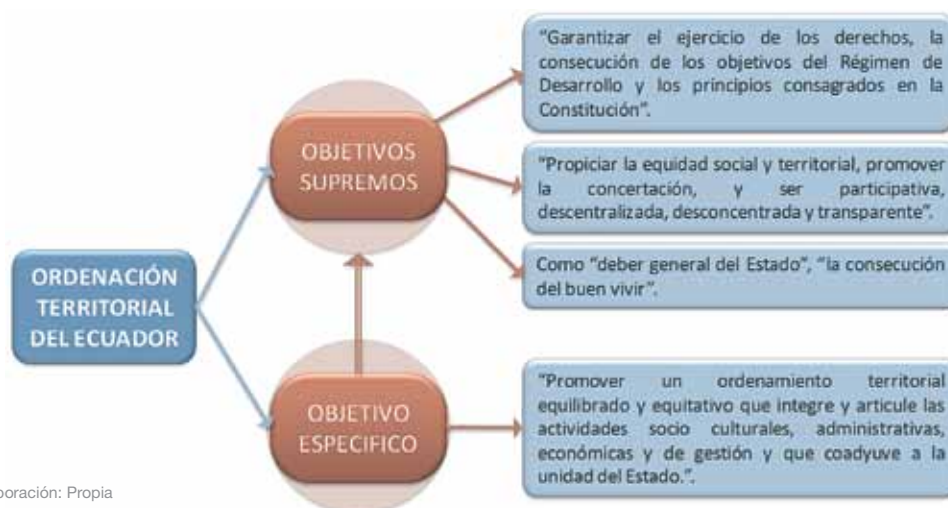 ORDENACIÓN
TERRITORIAL
DEL ECUADOR
OBJETIVOS
SUPREMOS
"Garantizar el ejercicio de los derechos, la
consecución de los objetivos del Régimen de
Desarrollo y los principios consagrados en la
Constitución".
"Propiciar la equidad social y territorial, promover
la concertación, y ser participativa,
descentralizada, desconcentrada y transparente".
Como "deber general del Estado", "la consecución
del buen vivir".
OBJETIVO
ESPECIFICO
"Promover un ordenamiento territorial
equilibrado y equitativo que integre y articule las
actividades socio culturales, administrativas,
económicas y de gestión y que coadyuve a la
unidad del Estado.".
boración: Propia